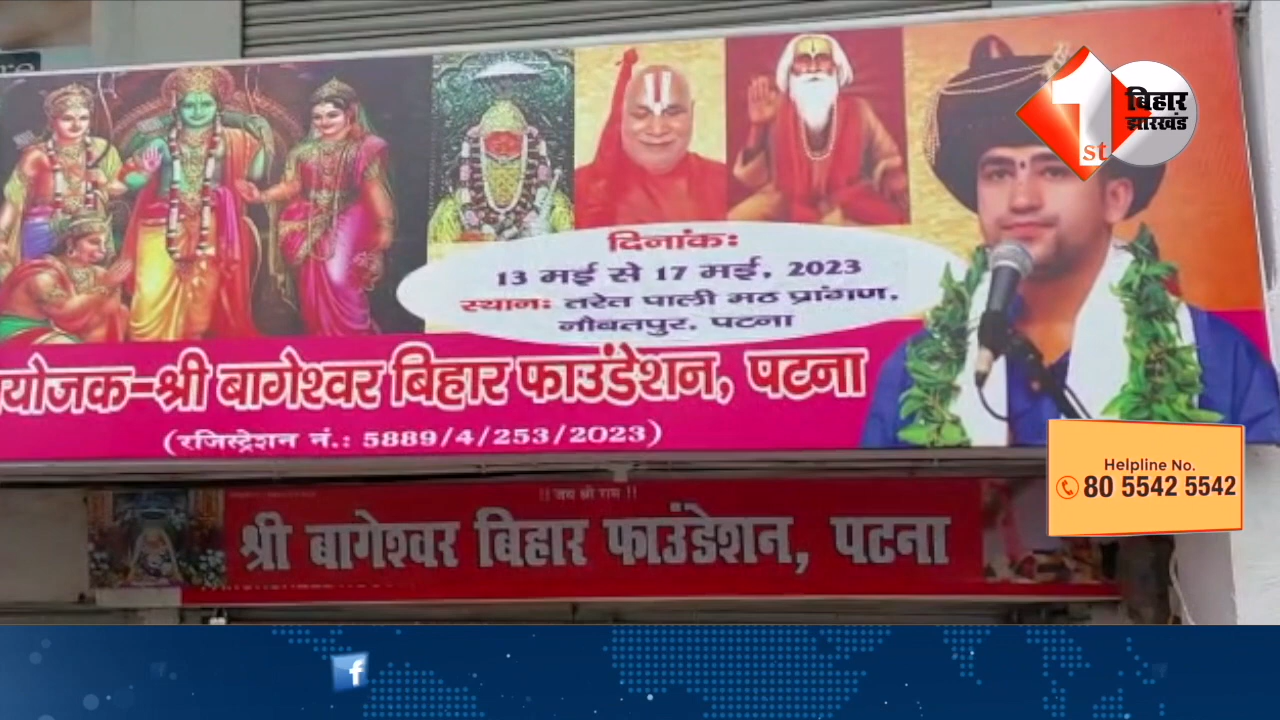 1st
बिहार
झारखंड
दिनांक:
13 मई से 17 मई, 2023
स्थान: तरेत पाली मठ प्रांगण,
नौबतपुर, पटना
योजक-श्री बागेश्वर बिहार फाउंडेशन, पटना
(रजिस्ट्रेशन नं.: 5889/4/253/2023)
Helpline No.
80 5542 5542
!! जय श्री राम !!
श्री बागेश्वर बिहार फाउंडेशन, पटना
f